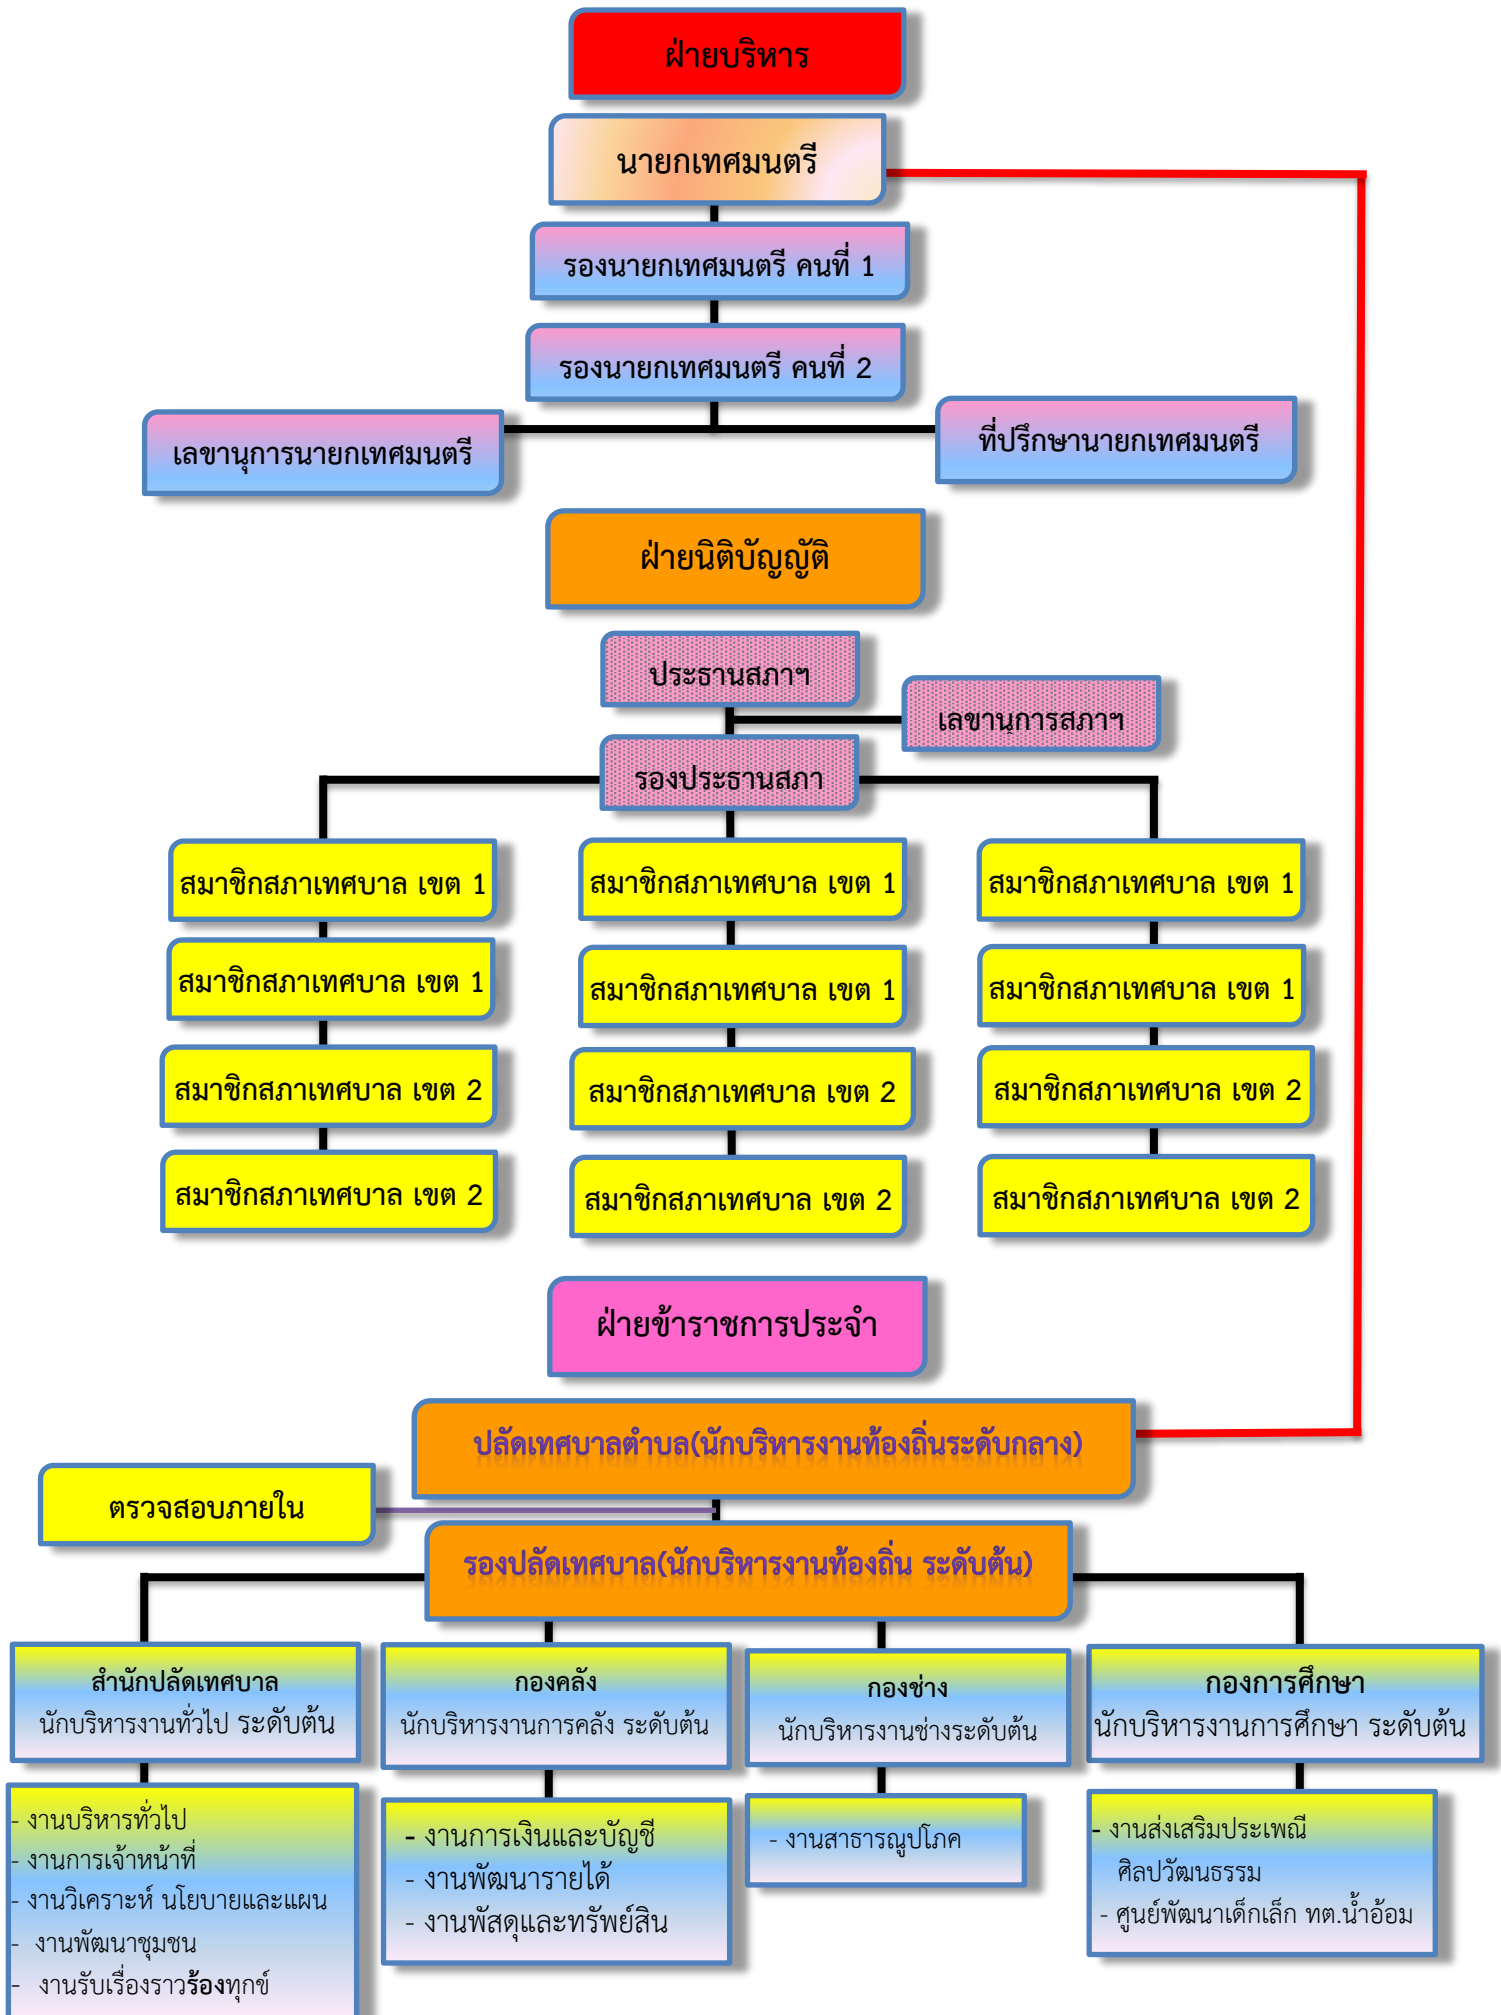 ฝ่ายบริหาร
นายกเทศมนตรี
รองนายกเทศมนตรี คนที่ 1
รองนายกเทศมนตรี คนที่ 2
เลขานุการนายกเทศมนตรี
ที่ปรึกษานายกเทศมนตรี
ฝ่ายนิติบัญญัติ
ประธานสภาฯ
เลขานุการสภาฯ
รองประธานสภา
สมาชิกสภาเทศบาล เขต 1
สมาชิกสภาเทศบาล เขต 1
สมาชิกสภาเทศบาล เขต 1
สมาชิกสภาเทศบาล เขต 1
สมาชิกสภาเทศบาล เขต 1
สมาชิกสภาเทศบาล เขต 1
สมาชิกสภาเทศบาล เขต 2
สมาชิกสภาเทศบาล เขต 2
สมาชิกสภาเทศบาล เขต 2
สมาชิกสภาเทศบาล เขต 2
สมาชิกสภาเทศบาล เขต 2
สมาชิกสภาเทศบาล เขต 2
ฝ่ายข้าราชการประจำ
ปลัดเทศบาลตำบล(นักบริหารงานท้องถิ่นระดับกลาง)
ตรวจสอบภายใน
รองปลัดเทศบาล(นักบริหารงานท้องถิ่น ระดับต้น)
สำนักปลัดเทศบาล
นักบริหารงานทั่วไป ระดับต้น
กองคลัง
นักบริหารงานการคลัง ระดับต้น
กองช่าง
นักบริหารงานช่างระดับต้น
กองการศึกษา
นักบริหารงานการศึกษา ระดับต้น
- งานบริหารทั่วไป
- งานการเจ้าหน้าที่
- งานวิเคราะห์ นโยบายและแผน
- งานพัฒนาชุมชน
- งานรับเรื่องราวร้องทุกข์
- งานการเงินและบัญชี
- งานพัฒนารายได้
- งานพัสดุและทรัพย์สิน
- งานสาธารณูปโภค
- งานส่งเสริมประเพณี
ศิลปวัฒนธรรม
- ศูนย์พัฒนาเด็กเล็ก ทต.น้ำอ้อม